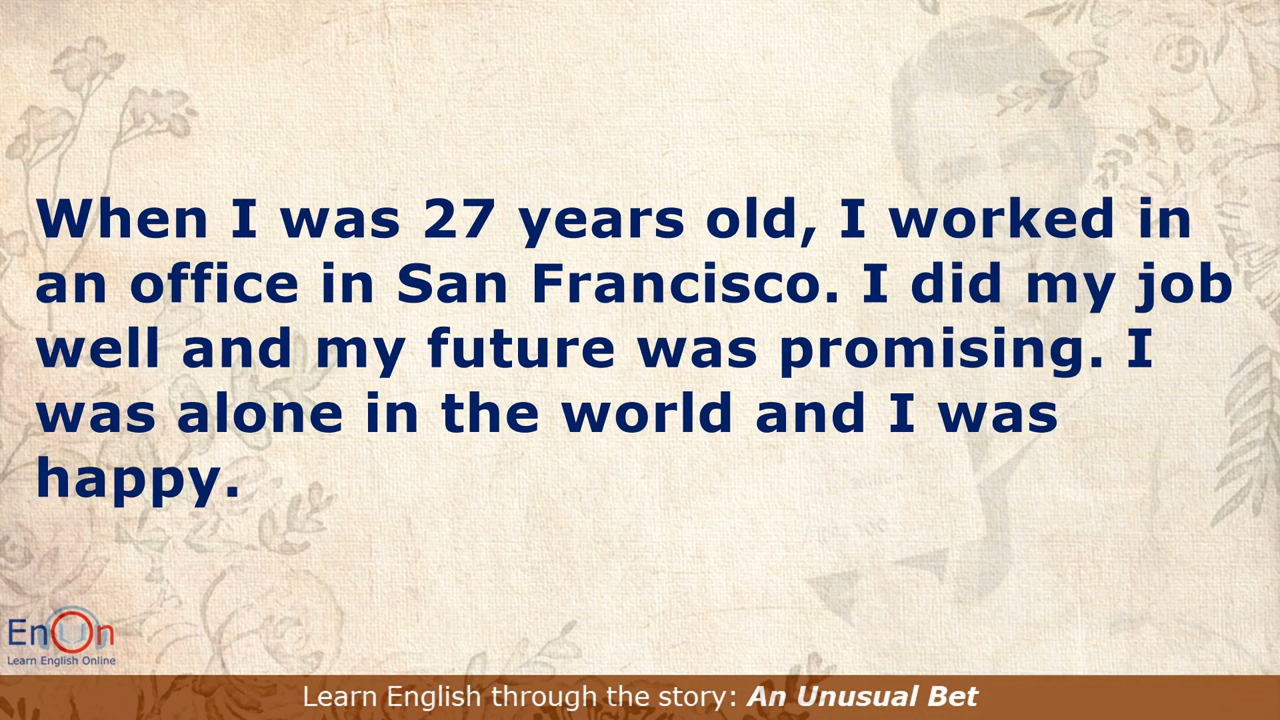 When I was 27 years old, I worked in
an office in San Francisco. I did my job
well and my future was promising. I
was alone in the world and I was
happy.
EnOn
Learn English Online
Learn English through the story: An Unusual Bet